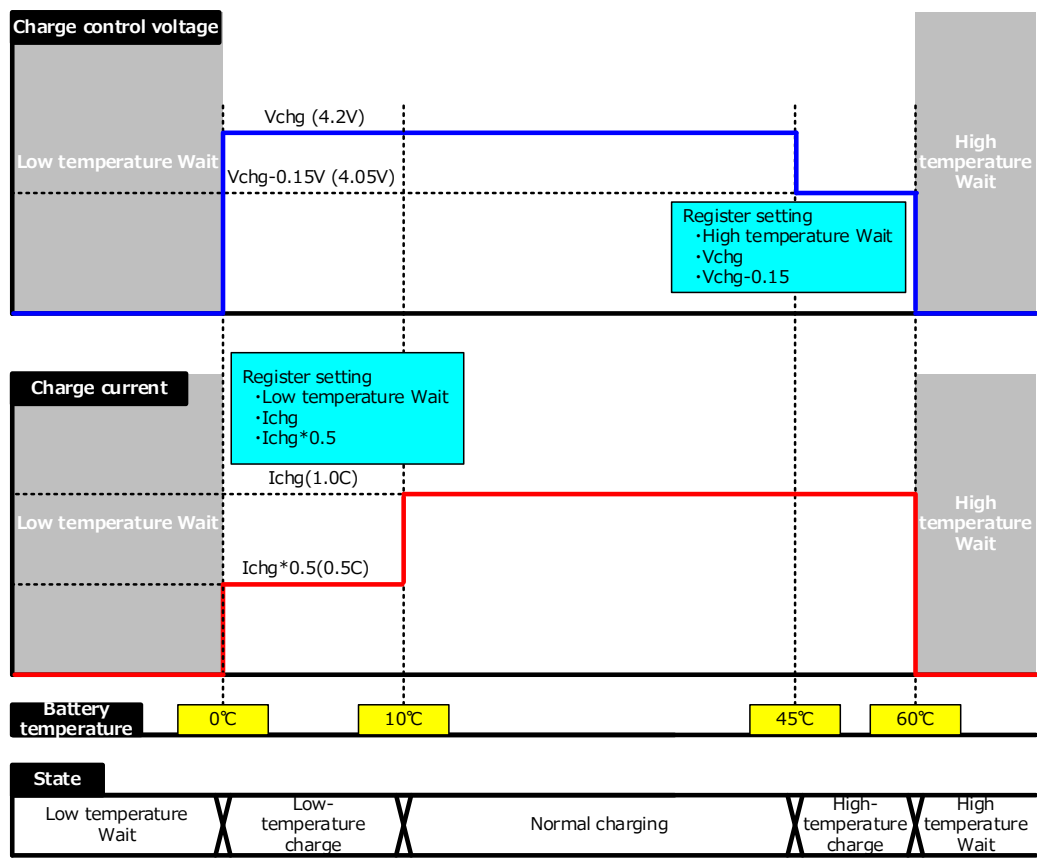 Charge control voltage
Vchg (4.2V)
Low temperature Wait
High
temperature
Wait
Vchg-0.15V (4.05V)
Register setting
・High temperature Wait
・Vchg
・Vchg-0.15
Charge current
Register setting
・Low temperature Wait
・Ichg
・Ichg*0.5
Ichg(1.0C)
Low temperature Wait
High
temperature
Wait
Ichg*0.5(0.5C)
Battery
temperature
0℃
10℃
45℃
60℃
State
Low temperature
Wait
Low-
temperature
charge
Normal charging
High-
temperature
charge
High
temperature
Wait